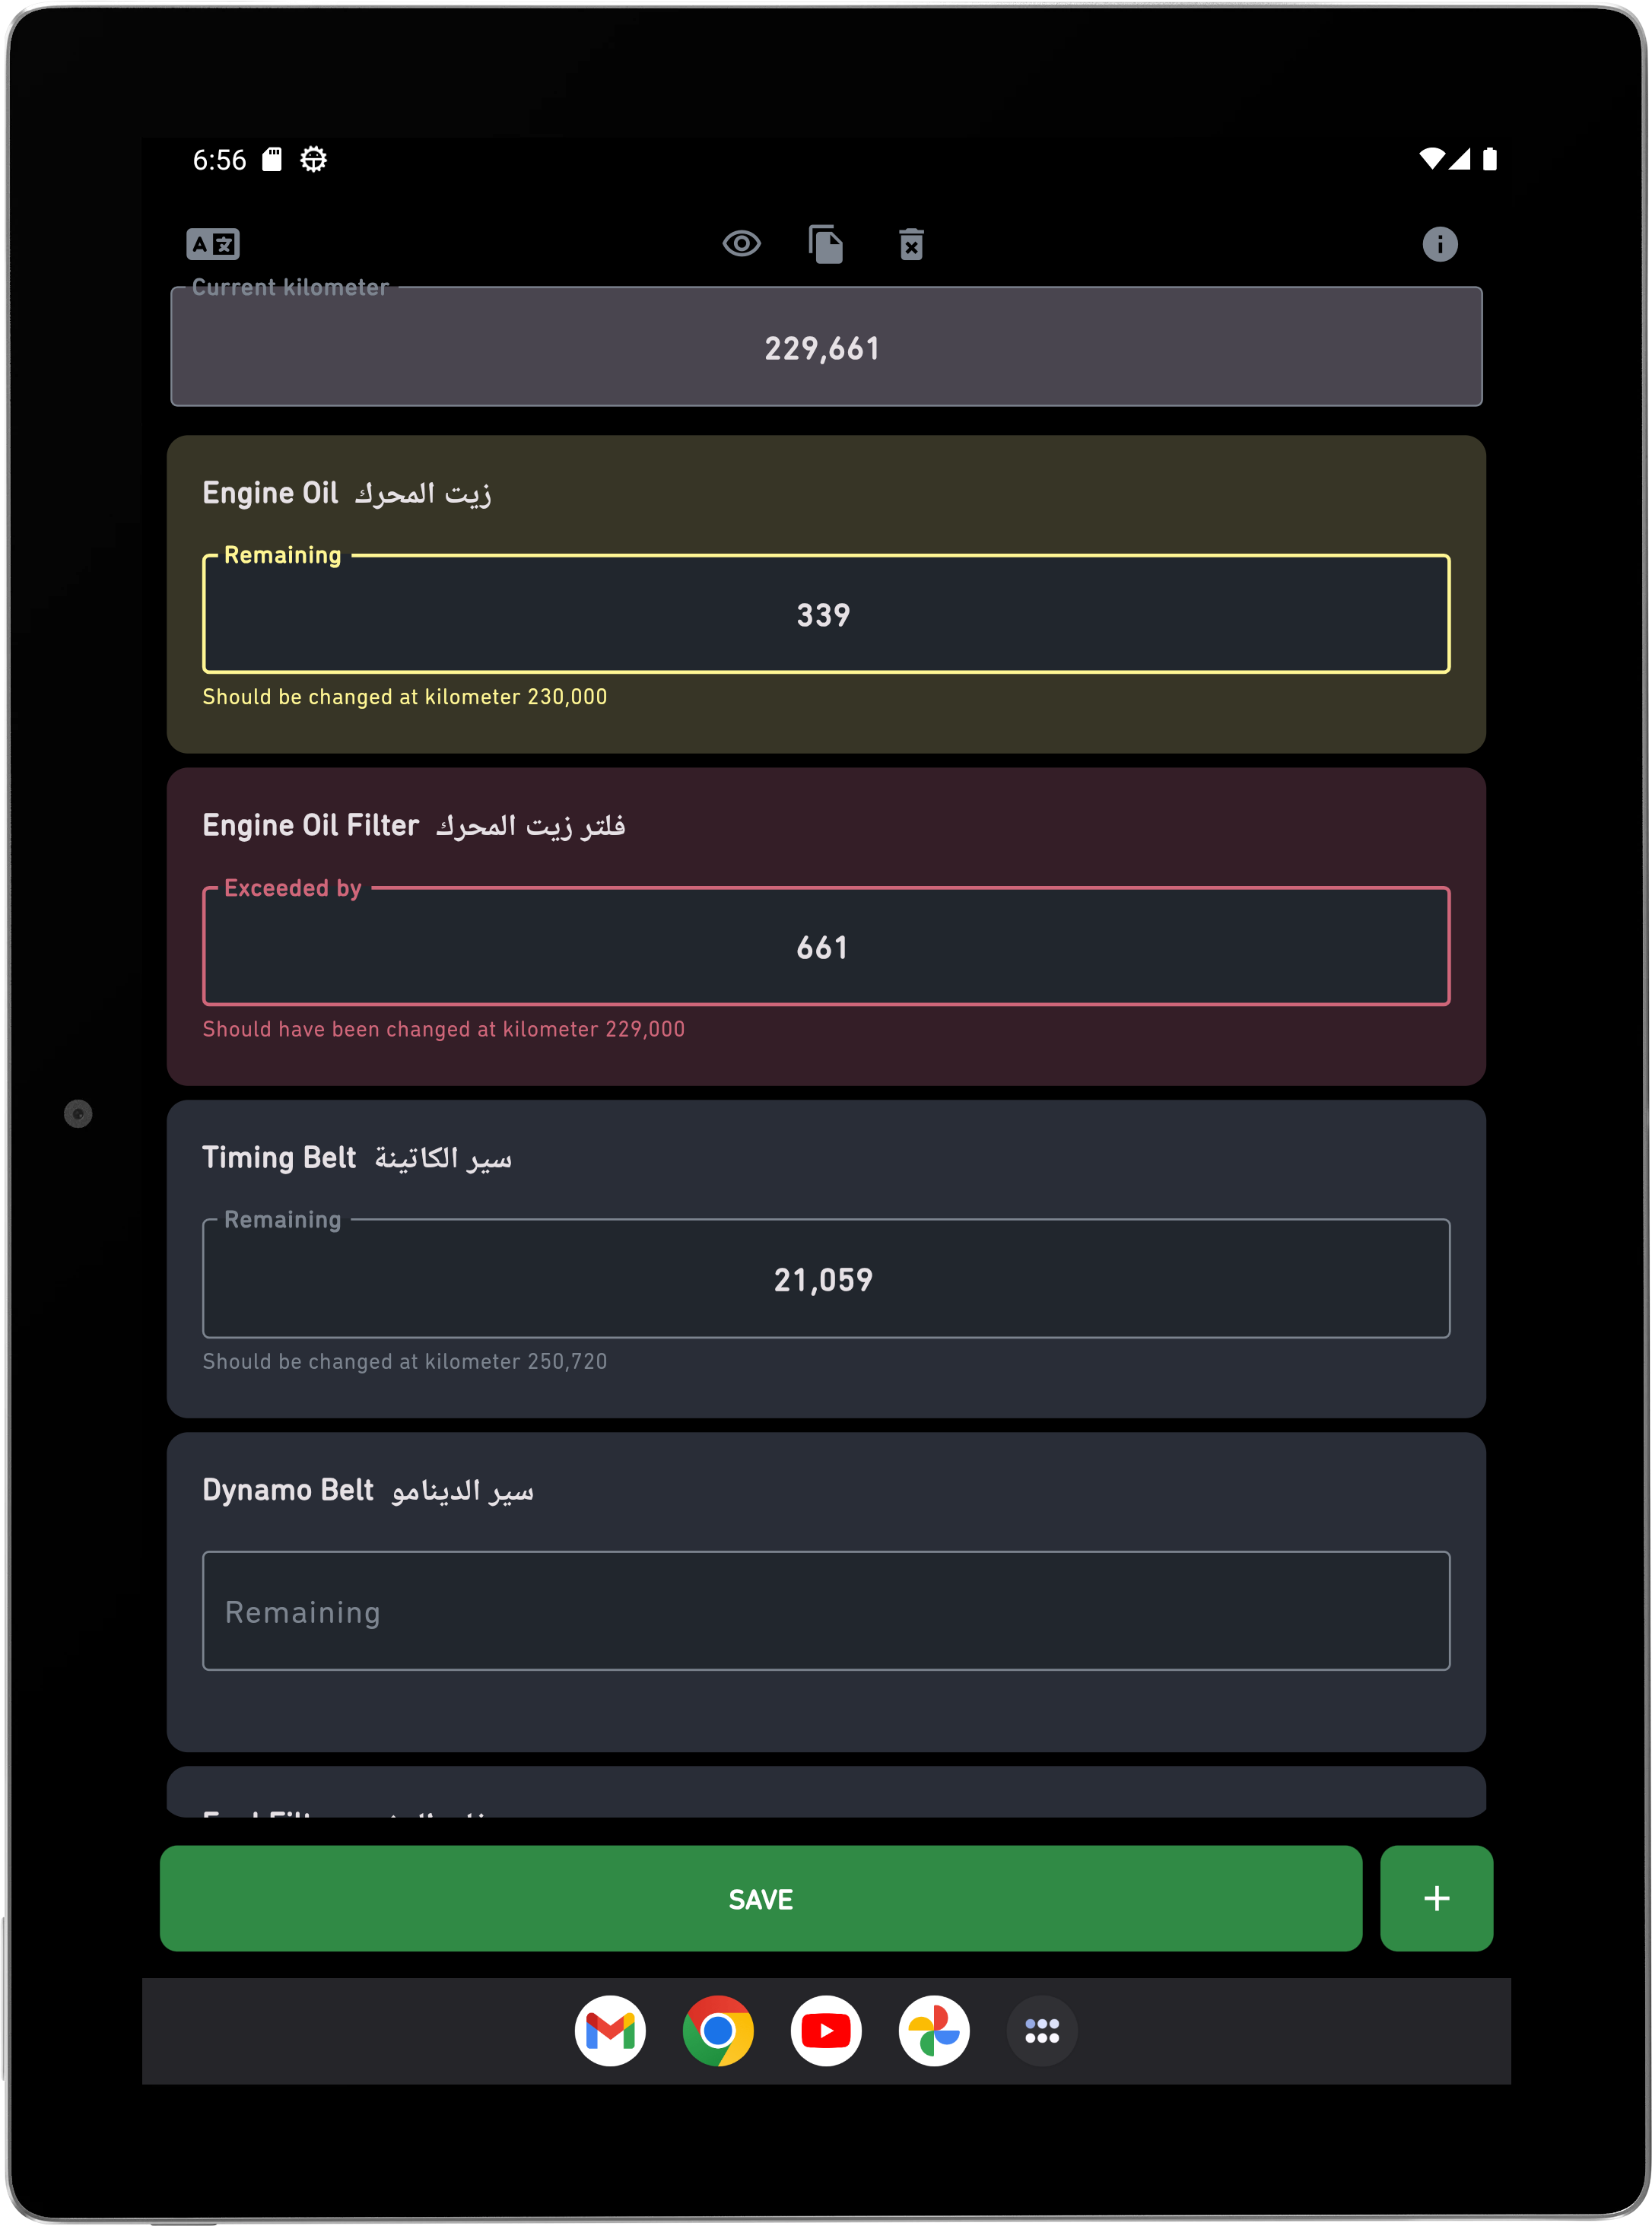 6:56
Current kilometer
229,661
Engine Oil زيت المحرك
Remaining
339
Should be changed at kilometer 230,000
Engine Oil Filter فلتر زيت المحرك
Exceeded by
661
Should have been changed at kilometer 229,000
Timing Belt سير الكاتينة
Remaining
21,059
Should be changed at kilometer 250,720
Dynamo Belt سير الدينامو
Remaining
SAVE
+